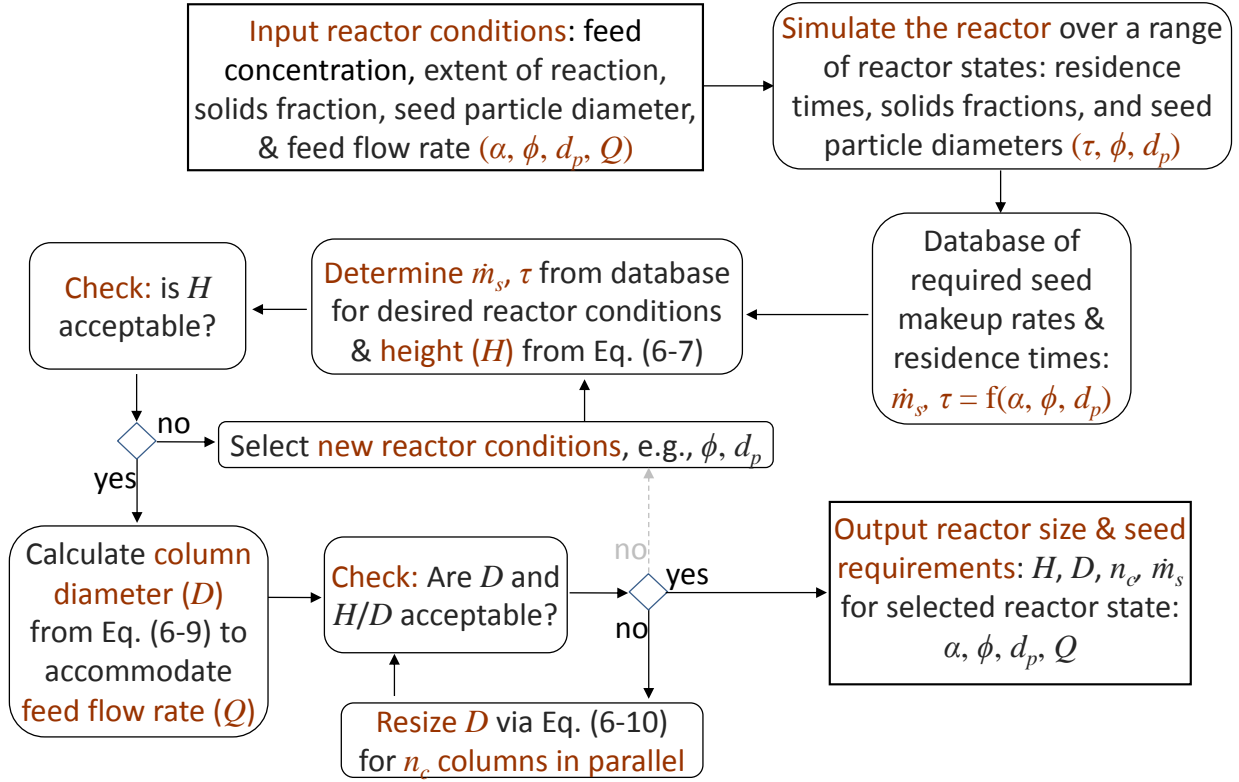 Input reactor conditions: feed
concentration, extent of reaction,
solids fraction, seed particle diameter,
& feed flow rate (α, ϕ, dₚ, Q)
Simulate the reactor over a range
of reactor states: residence
times, solids fractions, and seed
particle diameters (τ, ϕ, dₚ)
Database of
required seed
makeup rates &
residence times:
ṁₛ, τ = f(α, ϕ, dₚ)
Determine ṁₛ, τ from database
for desired reactor conditions
& height (H) from Eq. (6-7)
Check: is H
acceptable?
no
yes
Select new reactor conditions, e.g., ϕ, dₚ
Calculate column
diameter (D)
from Eq. (6-9) to
accommodate
feed flow rate (Q)
Check: Are D and
H/D acceptable?
no
yes
no
Resize D via Eq. (6-10)
for n_c columns in parallel
Output reactor size & seed
requirements: H, D, n_c, ṁₛ
for selected reactor state:
α, ϕ, dₚ, Q